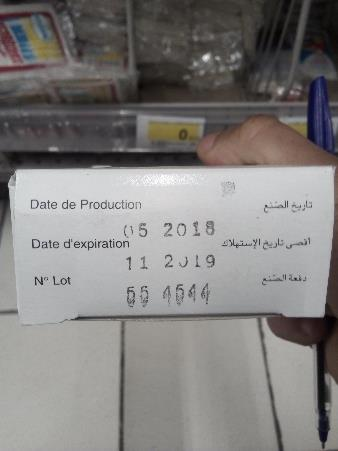 Date de Production تاريخ الصنع
05 2018
Date d'expiration أقصى تاريخ الإستهلاك
11 2019
N° Lot دفعة الصنع
55 4544
0